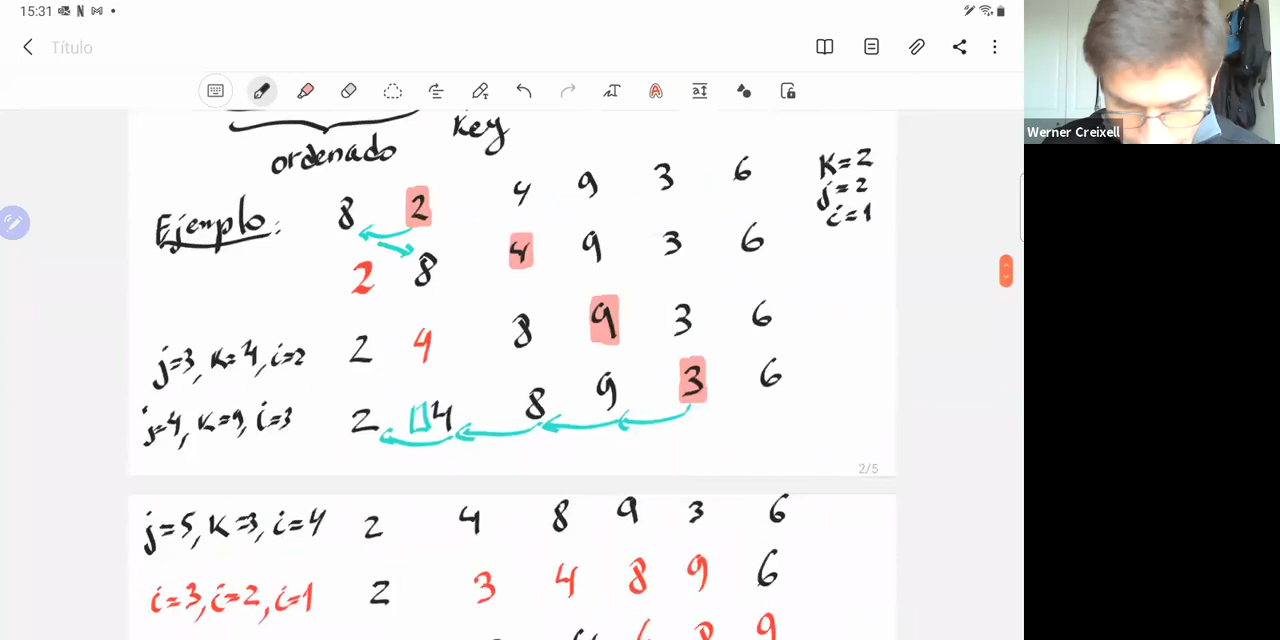 15:31
Título
Werner Creixell
Key
ordenado
K=2
j=2
i=1
Ejemplo: 8 2 4 9 3 6
2 8 4 9 3 6
j=3, K=4, i=2 2 4 8 9 3 6
j=4, K=9, i=3 2 4 8 9 3 6
2/5
j=5, K=3, i=4 2 4 8 9 3 6
i=3, i=2, i=1 2 3 4 8 9 6